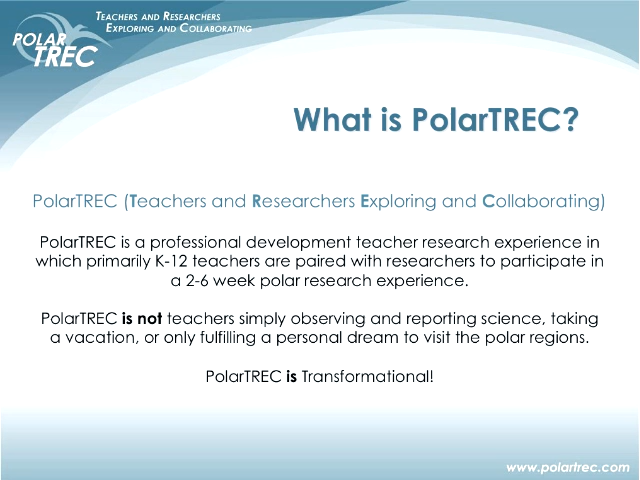 TEACHERS AND RESEARCHERS
EXPLORING AND COLLABORATING
POLAR
TREC
What is PolarTREC?
PolarTREC (Teachers and Researchers Exploring and Collaborating)
PolarTREC is a professional development teacher research experience in
which primarily K-12 teachers are paired with researchers to participate in
a 2-6 week polar research experience.
PolarTREC is not teachers simply observing and reporting science, taking
a vacation, or only fulfilling a personal dream to visit the polar regions.
PolarTREC is Transformational!
www.polartrec.com